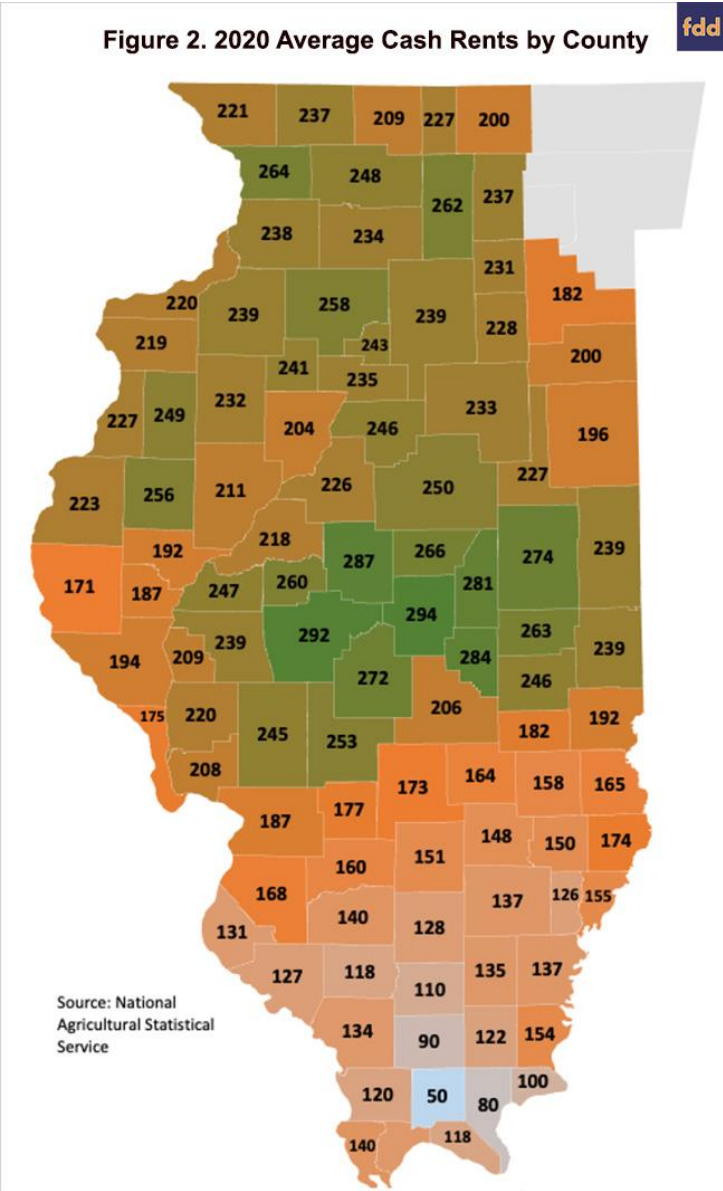 fdd
Figure 2. 2020 Average Cash Rents by County
221 237 209 227 200
264 248 262 237
238 234
231
220 239 258 239 182
219 243 228
241 235 200
227 249 232 204 246 233 196
223 256 211 226 250 227
192 218 287 266 274 239
171 187 247 260 281
294
194 209 239 292 284 263 239
272 246
175 220 245 253 206 182 192
208
187 177 173 164 158 165
148 150 174
168 160 151
140 137 126 155
131 128
127 118 110 135 137
Source: National
Agricultural Statistical
Service
134 90 122 154
120 50 80 100
140 118